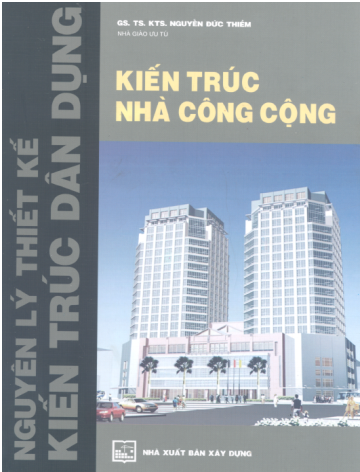 GS. TS. KTS. NGUYỄN ĐỨC THIỀM
NHÀ GIÁO ƯU TÚ
KIẾN TRÚC
NHÀ CÔNG CỘNG
NGUYÊN LÝ THIẾT KẾ
KIẾN TRÚC DÂN DỤNG
NHÀ XUẤT BẢN XÂY DỰNG